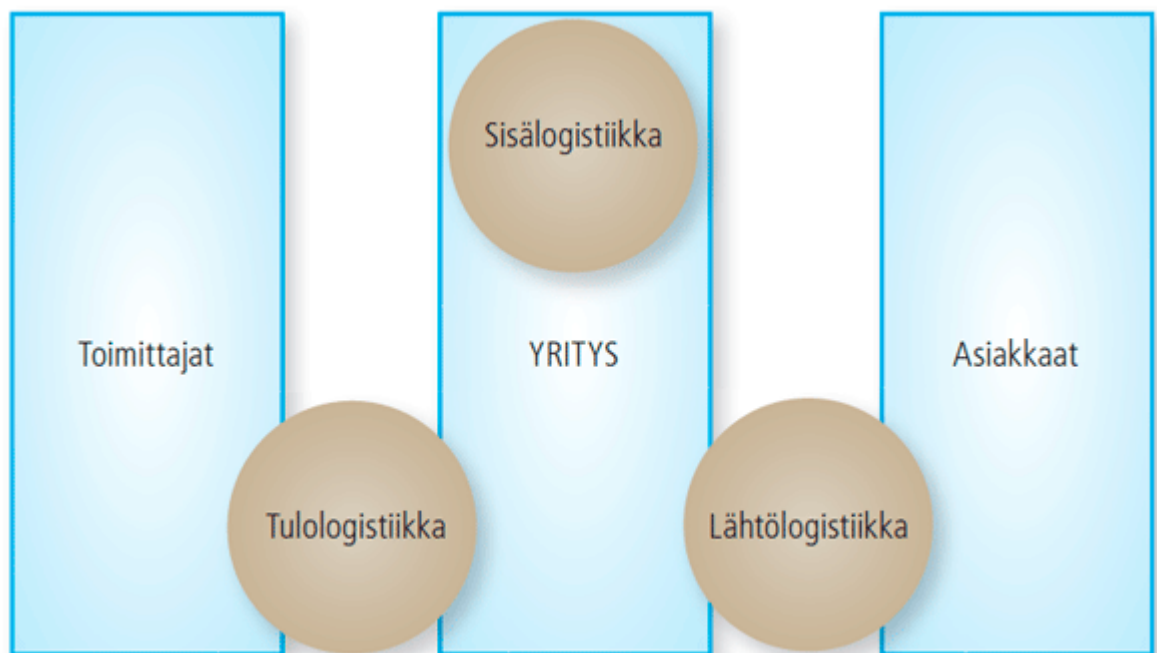 Sisälogistiikka
Toimittajat
YRITYS
Asiakkaat
Tulologistiikka
Lähtölogistiikka